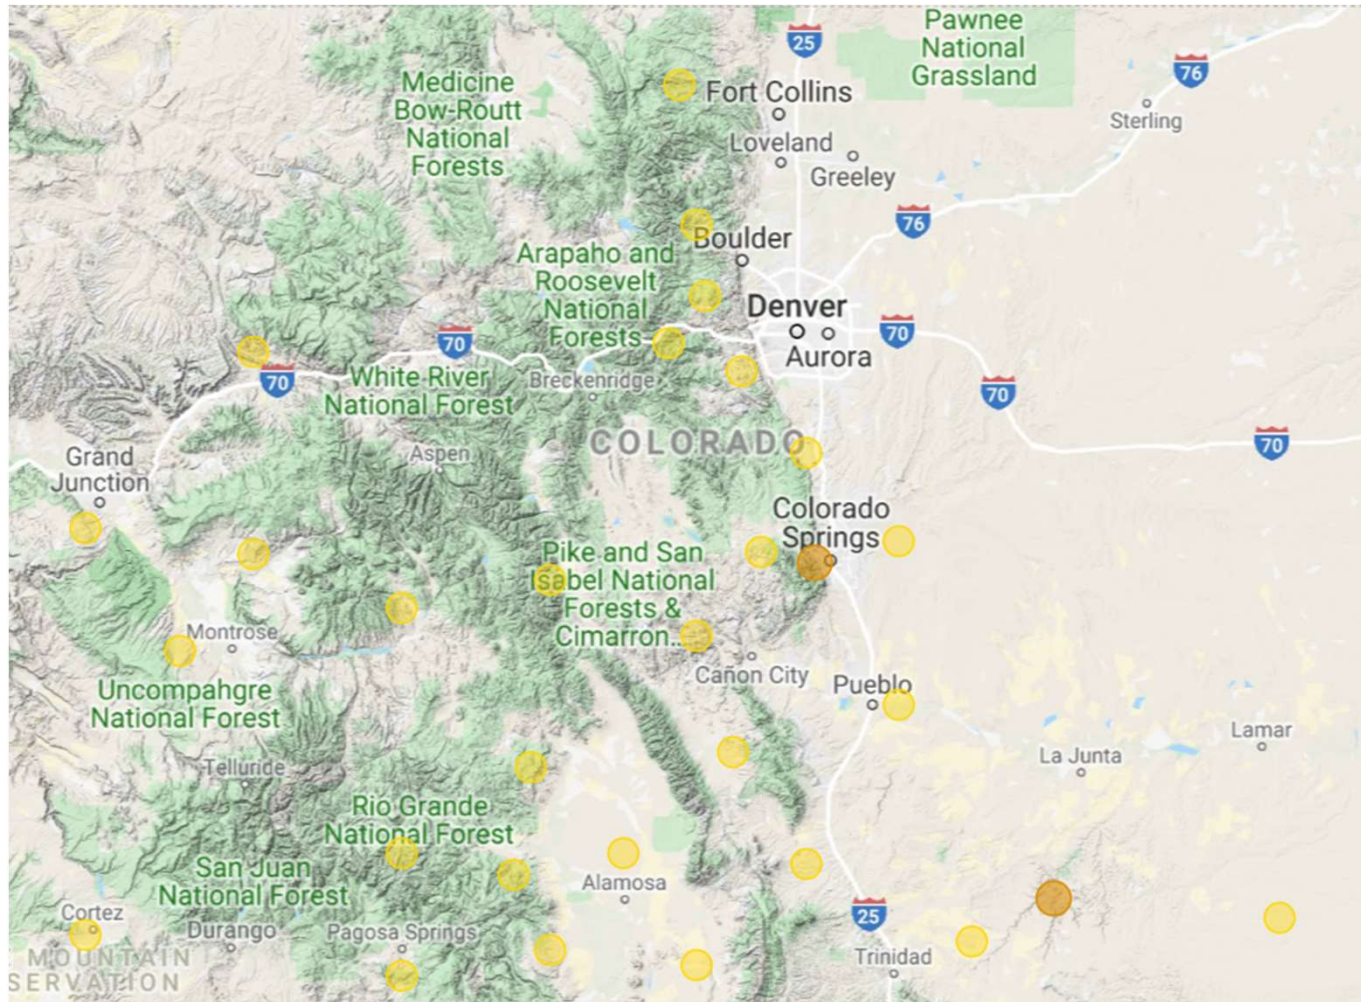 Pawnee
National
Grassland
25
76
Medicine
Bow-Routt
National
Forests
Fort Collins
Sterling
Loveland
Greeley
76
Boulder
Arapaho and
Roosevelt
National
Forests
Denver
70
70
Aurora
70
White River
National Forest
Breckenridge
70
COLORADO
70
Grand
Junction
Aspen
Colorado
Springs
Pike and San
Isabel National
Forests &
Cimarron...
Montrose
Cañon City
Pueblo
Uncompahgre
National Forest
Lamar
La Junta
Telluride
Rio Grande
National Forest
San Juan
National Forest
Alamosa
Cortez
25
Durango
Pagosa Springs
Trinidad
MOUNTAIN
SERVATION